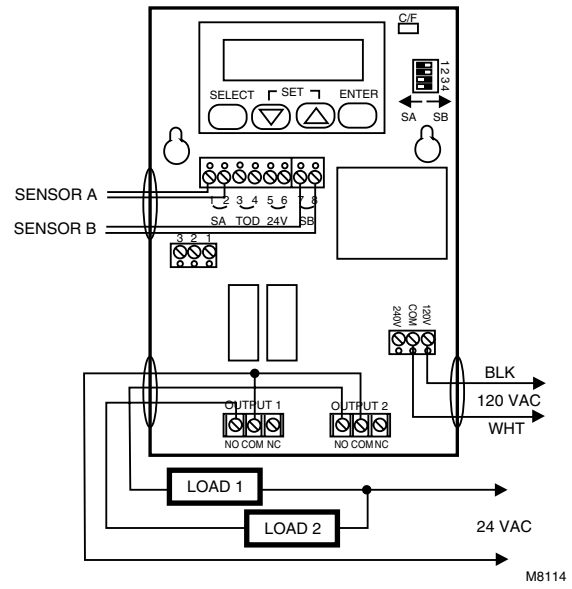 C/F
1 2 3 4
SELECT SET ENTER
SA SB
SENSOR A
1 2 3 4 5 6 7 8
SA TOD 24V SB
SENSOR B
3 2 1
240V COM 120V
BLK
120 VAC
WHT
OUTPUT 1 OUTPUT 2
NO COM NC NO COM NC
LOAD 1
LOAD 2
24 VAC
M8114